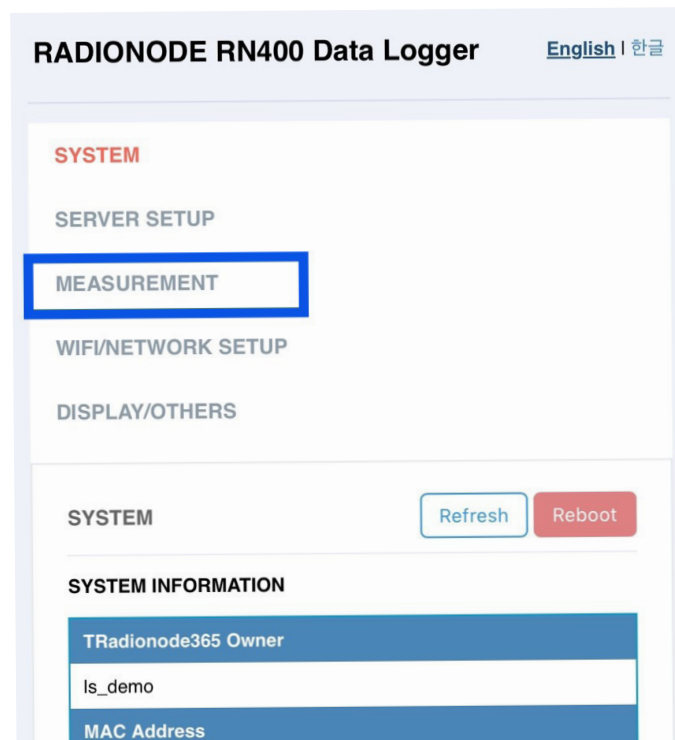 RADIONODE RN400 Data Logger English | 한글
SYSTEM
SERVER SETUP
MEASUREMENT
WIFI/NETWORK SETUP
DISPLAY/OTHERS
SYSTEM Refresh Reboot
SYSTEM INFORMATION
TRadionode365 Owner
ls_demo
MAC Address